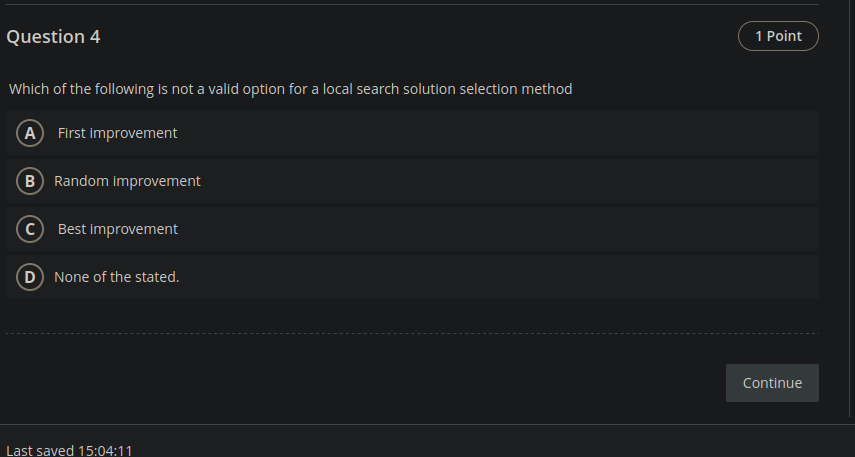 Question 4
1 Point
Which of the following is not a valid option for a local search solution selection method
A First improvement
B Random improvement
C Best improvement
D None of the stated.
Continue
Last saved 15:04:11